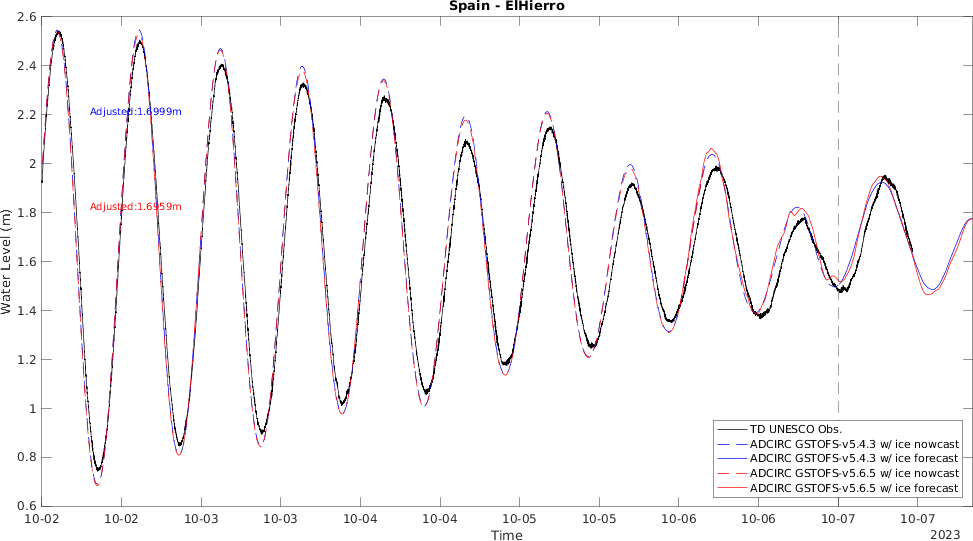 Spain - ElHierro
2.6
2.4
2.2
2
1.8
1.6
1.4
1.2
1
0.8
0.6
Water Level (m)
Adjusted:1.6999m
Adjusted:1.6959m
TD UNESCO Obs.
ADCIRC GSTOFS-v5.4.3 w/ ice nowcast
ADCIRC GSTOFS-v5.4.3 w/ ice forecast
ADCIRC GSTOFS-v5.6.5 w/ ice nowcast
ADCIRC GSTOFS-v5.6.5 w/ ice forecast
10-02 10-02 10-03 10-03 10-04 10-04 10-05 10-05 10-06 10-06 10-07 10-07
Time
2023